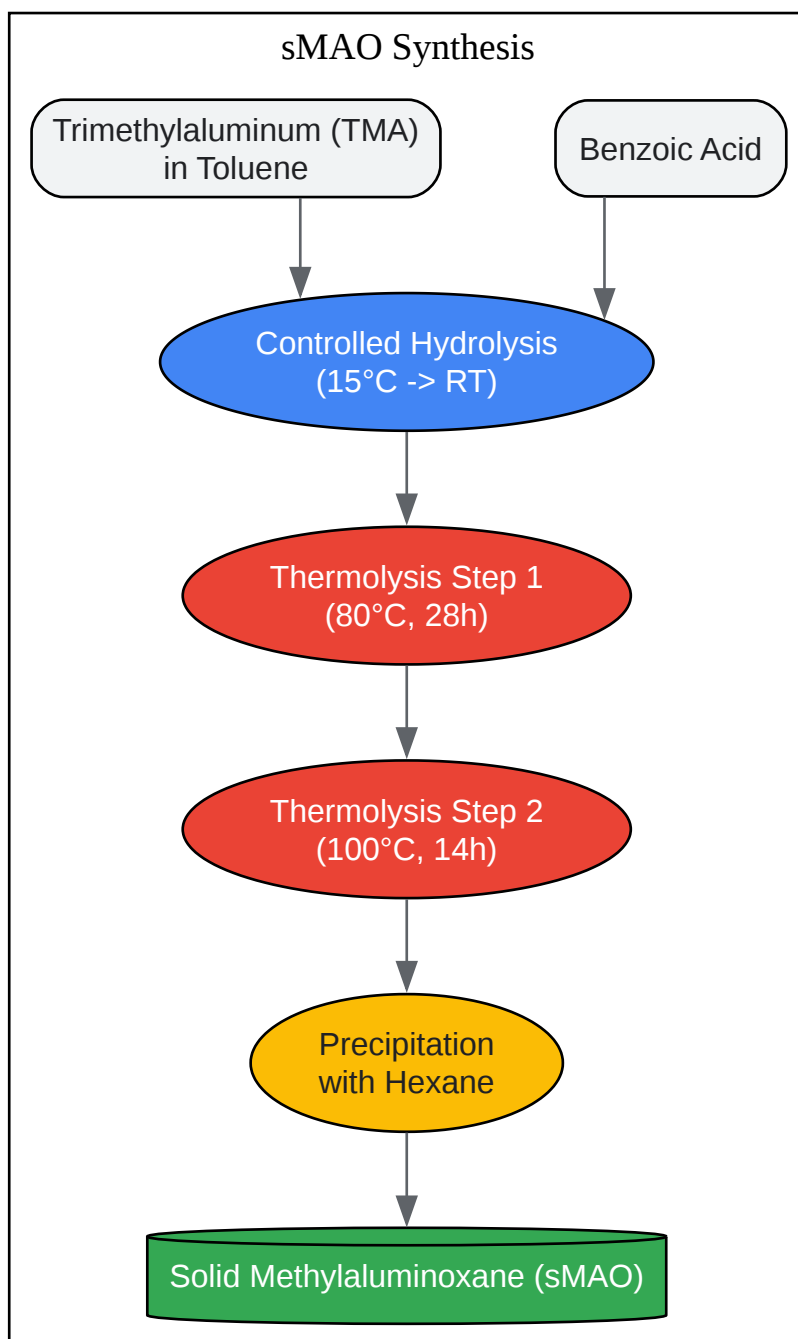 sMAO Synthesis
Trimethylaluminum (TMA)
in Toluene
Benzoic Acid
Controlled Hydrolysis
(15°C -> RT)
Thermolysis Step 1
(80°C, 28h)
Thermolysis Step 2
(100°C, 14h)
Precipitation
with Hexane
Solid Methylaluminoxane (sMAO)